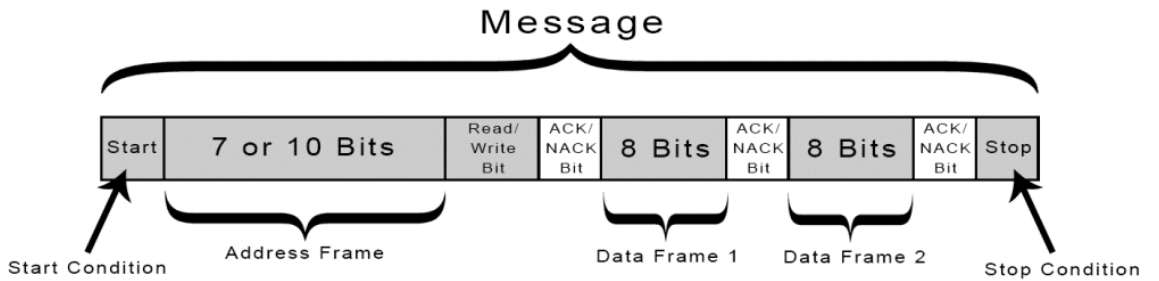 Message
Start
7 or 10 Bits
Read/
Write
Bit
ACK/
NACK
Bit
8 Bits
ACK/
NACK
Bit
8 Bits
ACK/
NACK
Bit
Stop
Start Condition
Address Frame
Data Frame 1
Data Frame 2
Stop Condition